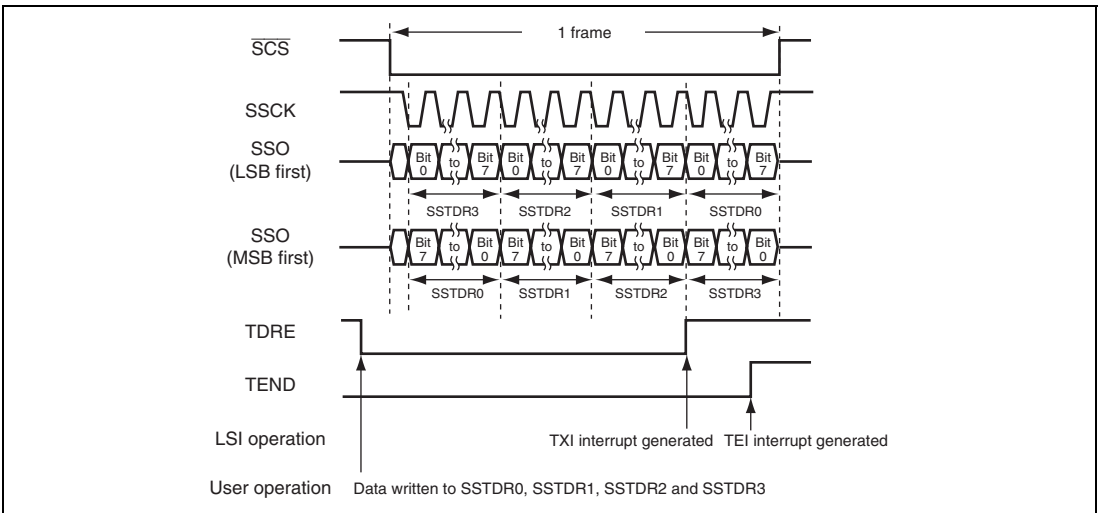 1 frame
SCS
SSCK
SSO
(LSB first)
Bit 0 to Bit 7 Bit 0 to Bit 7 Bit 0 to Bit 7 Bit 0 to Bit 7
SSTDR3 SSTDR2 SSTDR1 SSTDR0
SSO
(MSB first)
Bit 7 to Bit 0 Bit 7 to Bit 0 Bit 7 to Bit 0 Bit 7 to Bit 0
SSTDR0 SSTDR1 SSTDR2 SSTDR3
TDRE
TEND
LSI operation TXI interrupt generated TEI interrupt generated
User operation Data written to SSTDR0, SSTDR1, SSTDR2 and SSTDR3